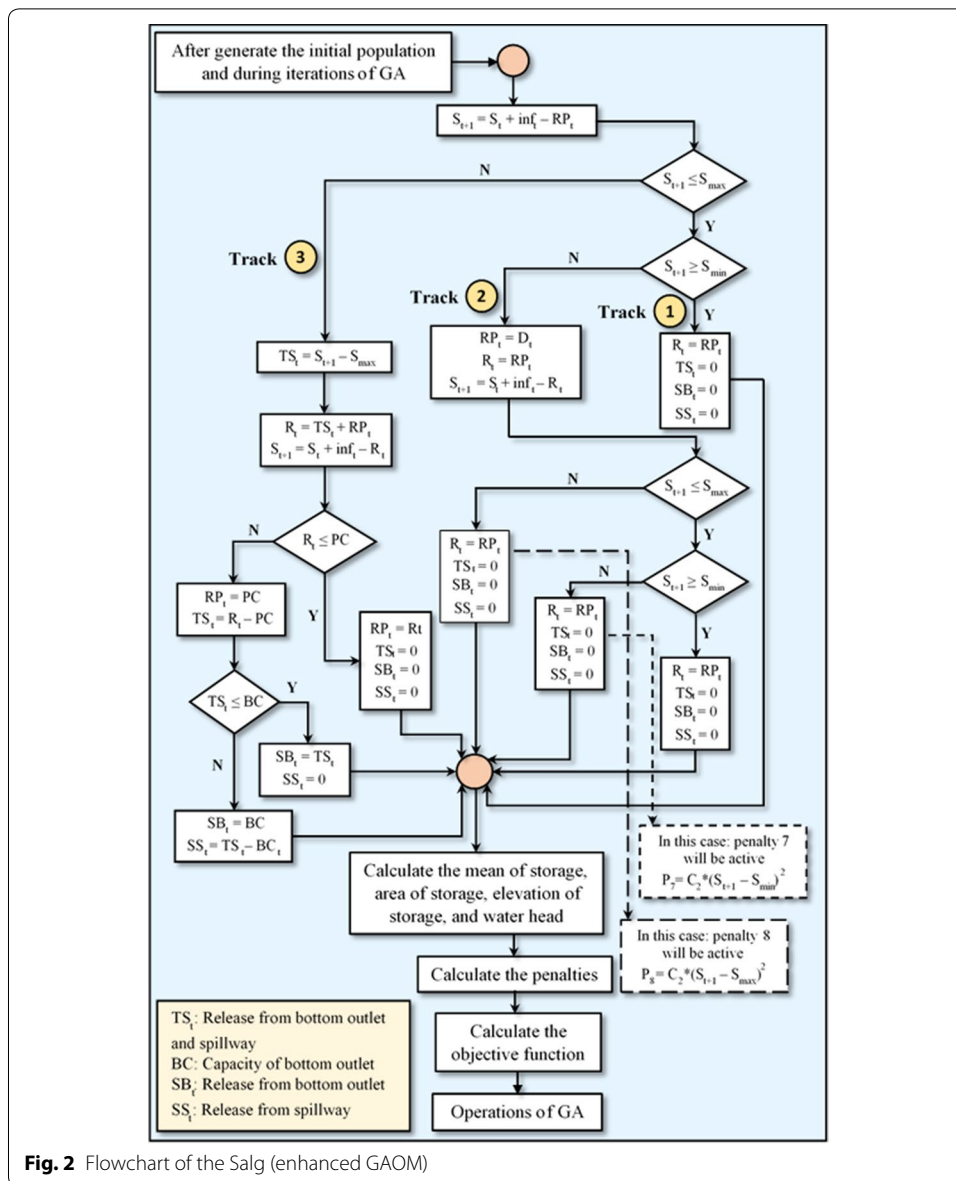 After generate the initial population
and during iterations of GA
S_{t+1} = S_t + inf_t – RP_t
S_{t+1} ≤ S_max
N
Y
Track 3
S_{t+1} ≥ S_min
N
Y
Track 2
Track 1
TS_t = S_{t+1} – S_max
RP_t = D_t
R_t = RP_t
S_{t+1} = S_t + inf_t – R_t
R_t = RP_t
TS_t = 0
SB_t = 0
SS_t = 0
R_t = TS_t + RP_t
S_{t+1} = S_t + inf_t – R_t
S_{t+1} ≤ S_max
N
Y
R_t ≤ PC
N
Y
R_t = RP_t
TS_t = 0
SB_t = 0
SS_t = 0
S_{t+1} ≥ S_min
N
Y
RP_t = PC
TS_t = R_t – PC
RP_t = Rt
TS_t = 0
SB_t = 0
SS_t = 0
R_t = RP_t
TS_t = 0
SB_t = 0
SS_t = 0
R_t = RP_t
TS_t = 0
SB_t = 0
SS_t = 0
TS_t ≤ BC
Y
N
SB_t = TS_t
SS_t = 0
SB_t = BC
SS_t = TS_t – BC_t
In this case: penalty 7
will be active
P_7 = C_2*(S_{t+1} – S_min)^2
Calculate the mean of storage,
area of storage, elevation of
storage, and water head
In this case: penalty 8
will be active
P_8 = C_2*(S_{t+1} – S_max)^2
Calculate the penalties
Calculate the
objective function
Operations of GA
TS_t: Release from bottom outlet
and spillway
BC: Capacity of bottom outlet
SB_t: Release from bottom outlet
SS_t: Release from spillway
Fig. 2 Flowchart of the Salg (enhanced GAOM)